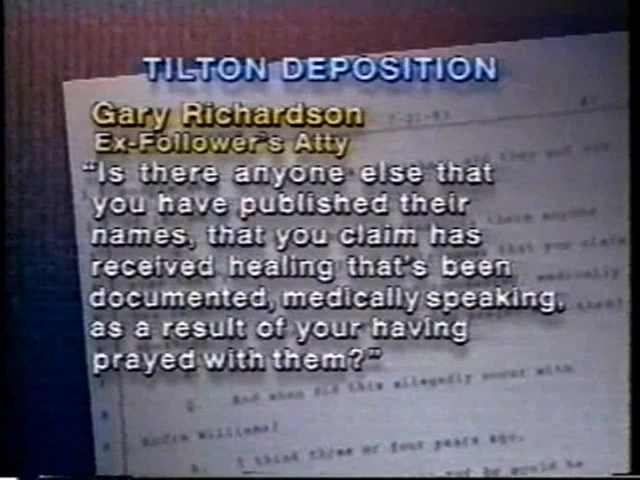 TILTON DEPOSITION
Gary Richardson
Ex-Follower's Atty
"Is there anyone else that
you have published their
names, that you claim has
received healing that's been
documented, medically speaking,
as a result of your having
prayed with them?"
Q. And when did this allegedly occur with
Andre Williams?
A. I think three or four years ago.